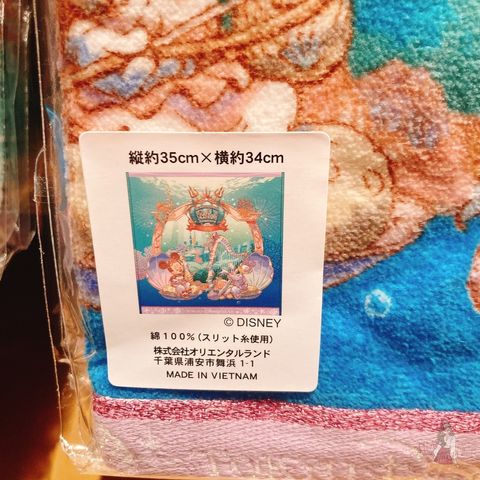 縦約35cm×横約34cm
© DISNEY
綿100%(スリット糸使用)
株式会社オリエンタルランド
千葉県浦安市舞浜 1-1
MADE IN VIETNAM